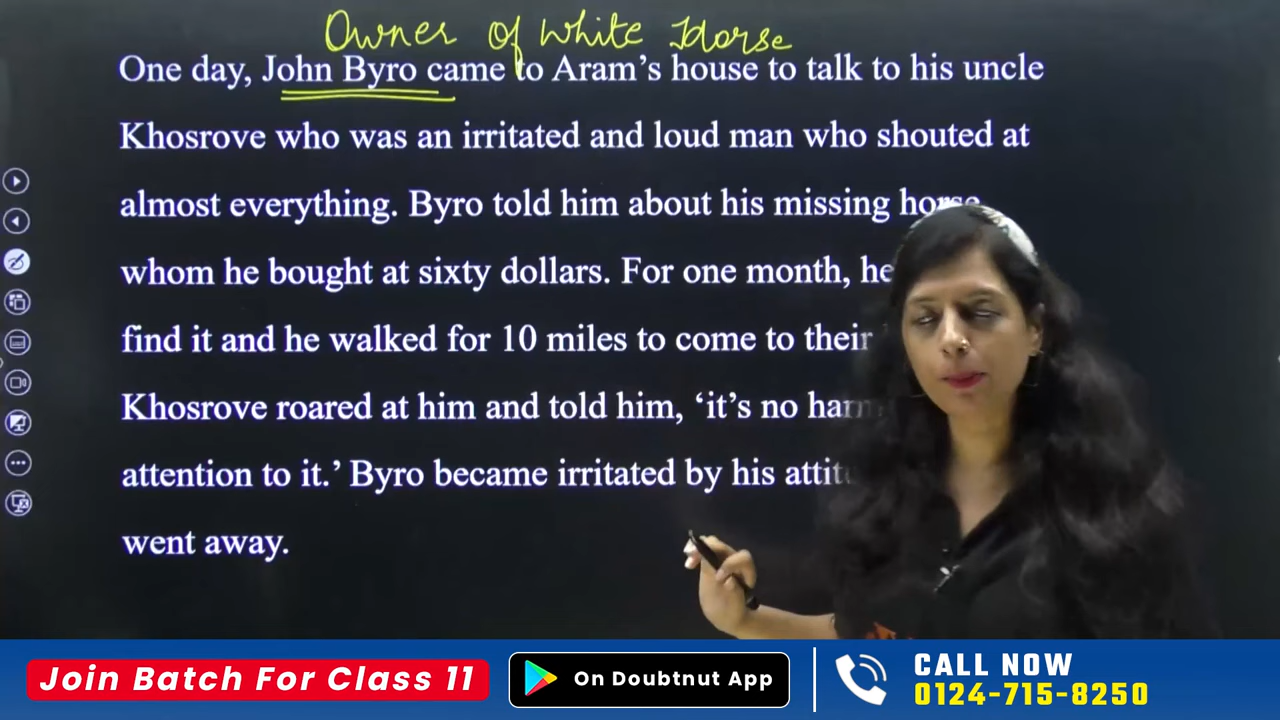 Owner of White Horse
One day, John Byro came to Aram's house to talk to his uncle
Khosrove who was an irritated and loud man who shouted at
almost everything. Byro told him about his missing horse
whom he bought at sixty dollars. For one month, he
find it and he walked for 10 miles to come to their
Khosrove roared at him and told him, ‘it's no
attention to it.’ Byro became irritated by his
went away.
Join Batch For Class 11
On Doubtnut App
CALL NOW
0124-715-8250